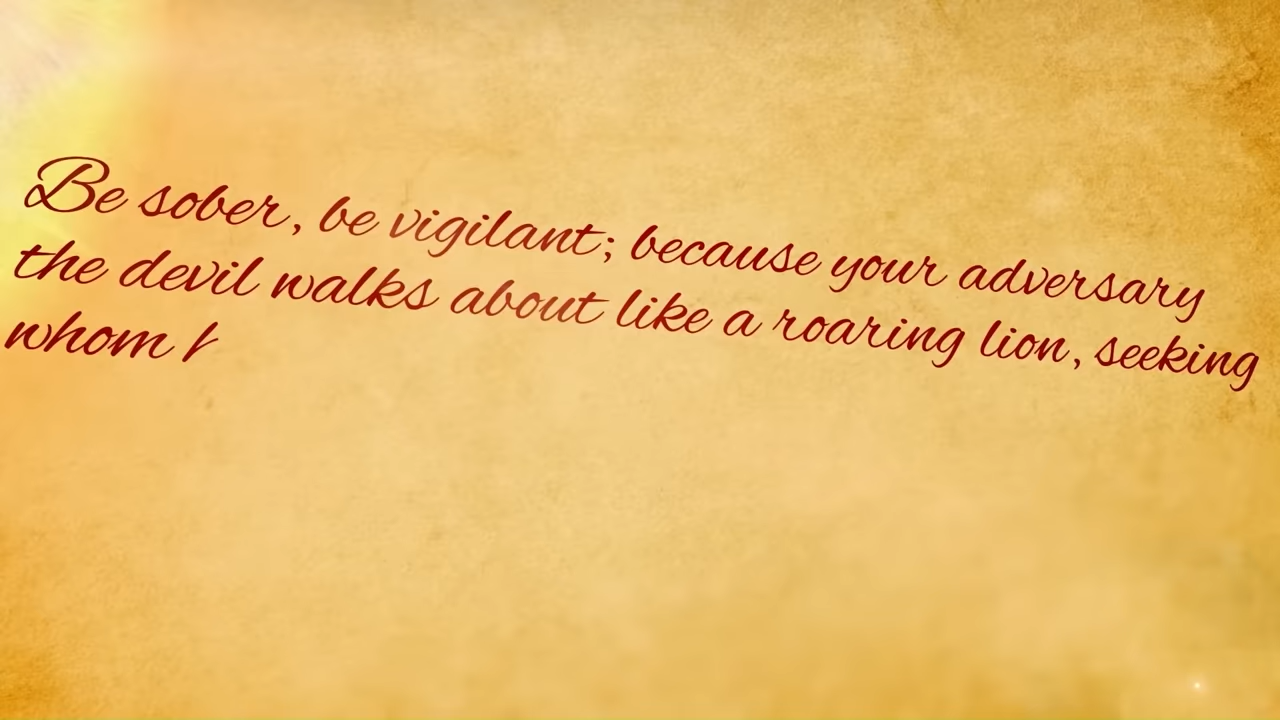 Be sober, be vigilant; because your adversary
the devil walks about like a roaring lion, seeking
whom